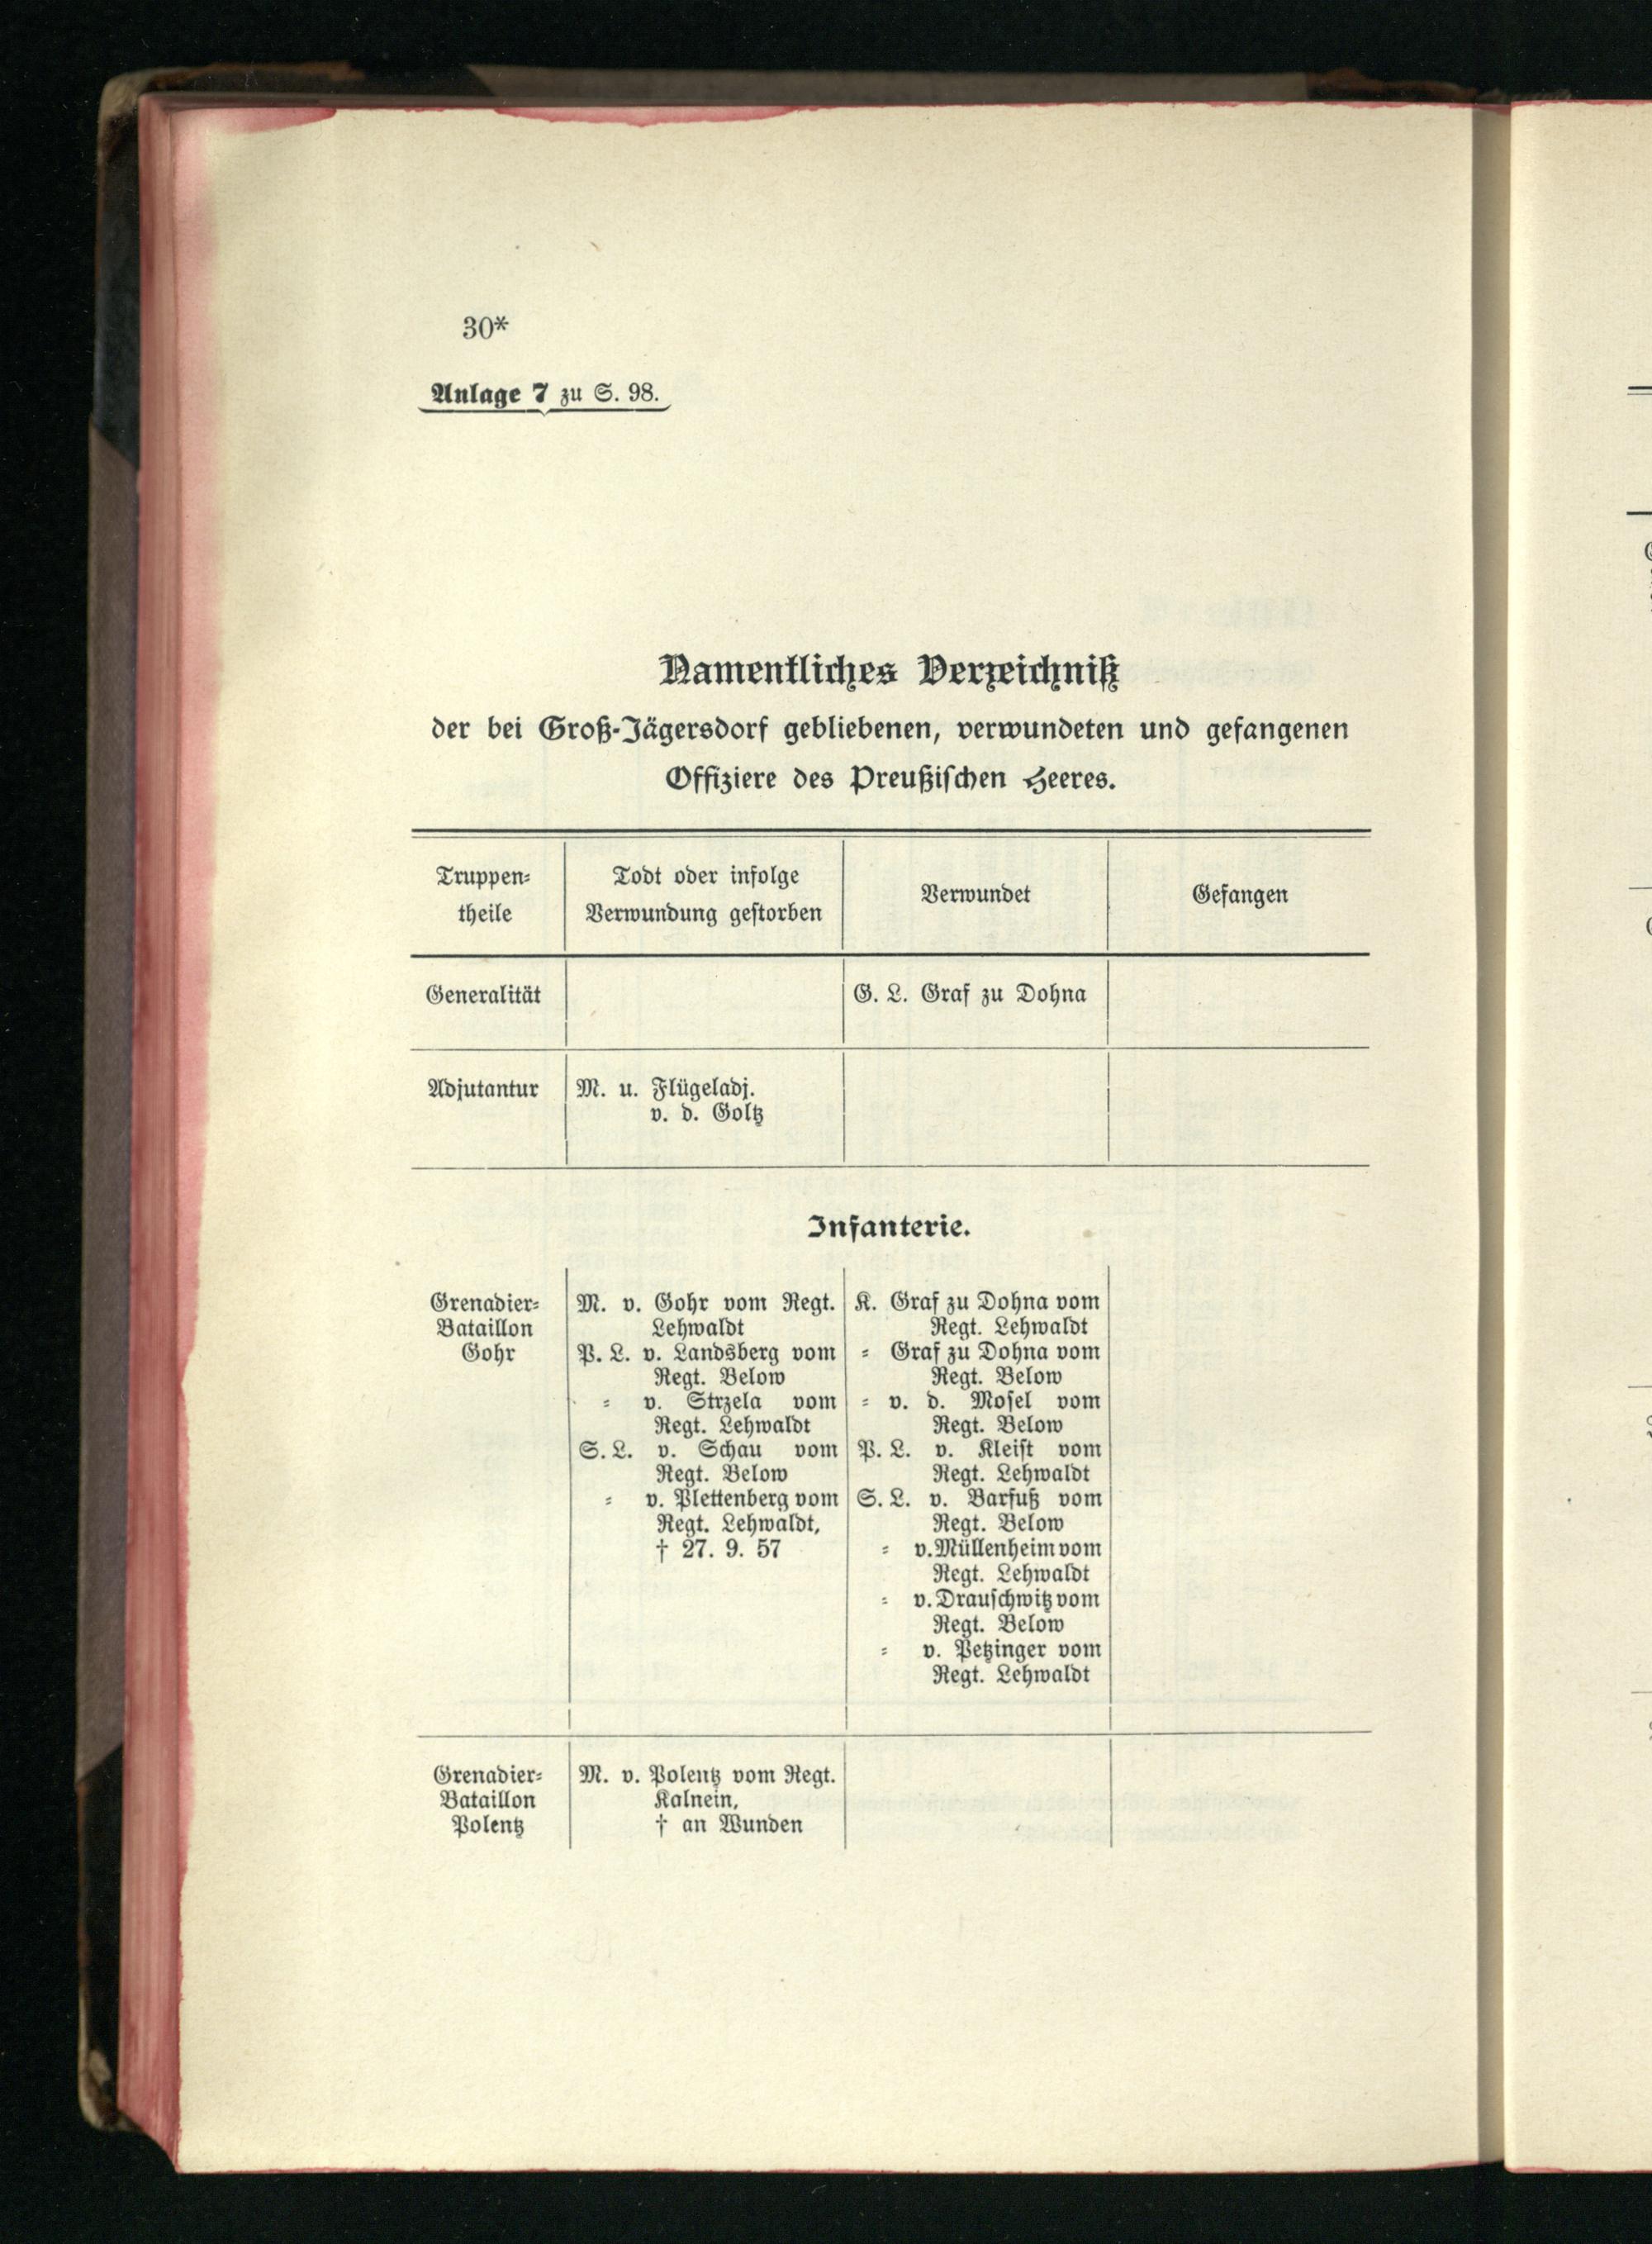 30*
Anlage 7 zu S. 98.
Namentliches Verzeichniß
der bei Groß-Jägersdorf gebliebenen, verwundeten und gefangenen
Offiziere des Preußischen Heeres.
Truppen-
theile
Todt oder infolge
Verwundung gestorben
Verwundet
Gefangen
Generalität
G. L. Graf zu Dohna
Adjutantur
M. u. Flügeladj.
v. d. Goltz
Infanterie.
Grenadier-
Bataillon
Gohr
M. v. Gohr vom Regt.
Lehwaldt
P. L. v. Landsberg vom
Regt. Below
= v. Strzela vom
Regt. Lehwaldt
S. L. v. Schau vom
Regt. Below
= v. Plettenberg vom
Regt. Lehwaldt,
† 27. 9. 57
K. Graf zu Dohna vom
Regt. Lehwaldt
= Graf zu Dohna vom
Regt. Below
= v. d. Mosel vom
Regt. Below
P. L. v. Kleist vom
Regt. Lehwaldt
S. L. v. Barfuß vom
Regt. Below
= v. Müllenheim vom
Regt. Lehwaldt
= v. Drauschwitz vom
Regt. Below
= v. Petzinger vom
Regt. Lehwaldt
Grenadier-
Bataillon
Polentz
M. v. Polentz vom Regt.
Kalnein,
† an Wunden